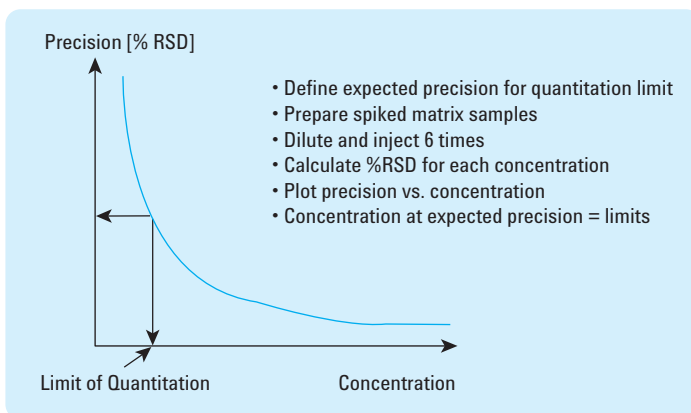 Precision [% RSD]
• Define expected precision for quantitation limit
• Prepare spiked matrix samples
• Dilute and inject 6 times
• Calculate %RSD for each concentration
• Plot precision vs. concentration
• Concentration at expected precision = limits
Limit of Quantitation
Concentration